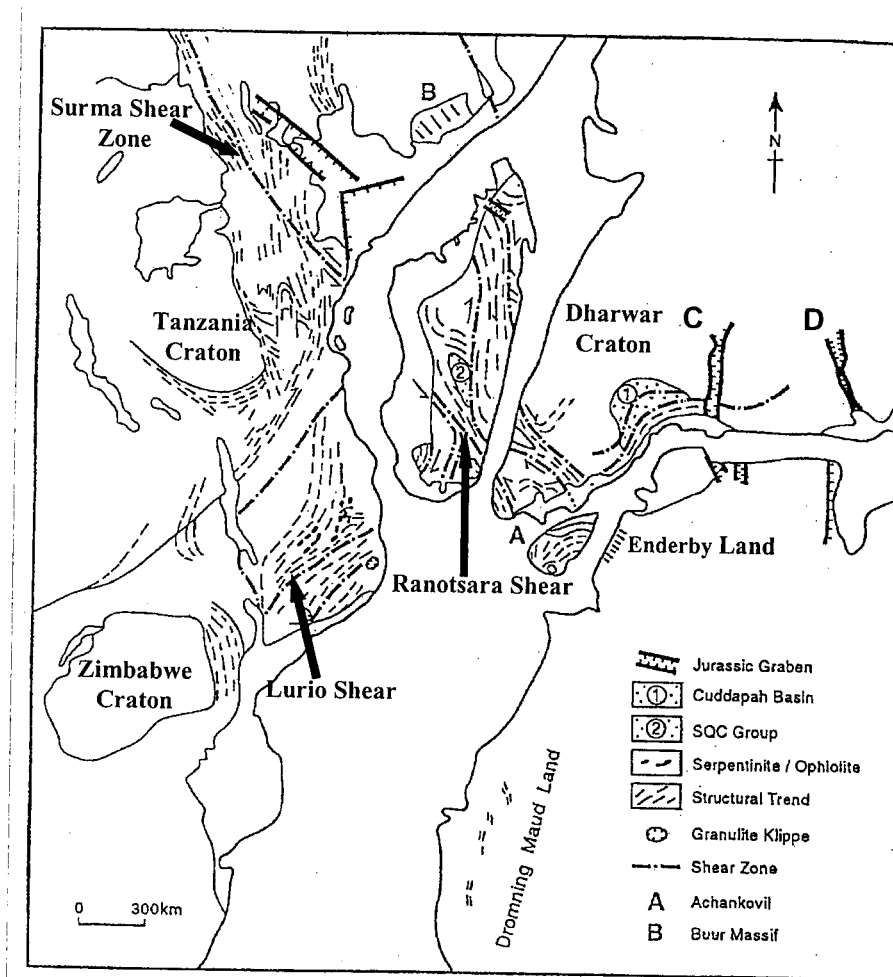 B
Surma Shear
Zone
N
Tanzania
Craton
Dharwar
Craton
C
D
1
2
A
Enderby Land
Ranotsara Shear
Zimbabwe
Craton
Lurio Shear
Jurassic Graben
1 Cuddapah Basin
2 SQC Group
Serpentinite / Ophiolite
Structural Trend
Granulite Klippe
Shear Zone
A Achankovil
B Buur Massif
Dromning Maud Land
0 300km